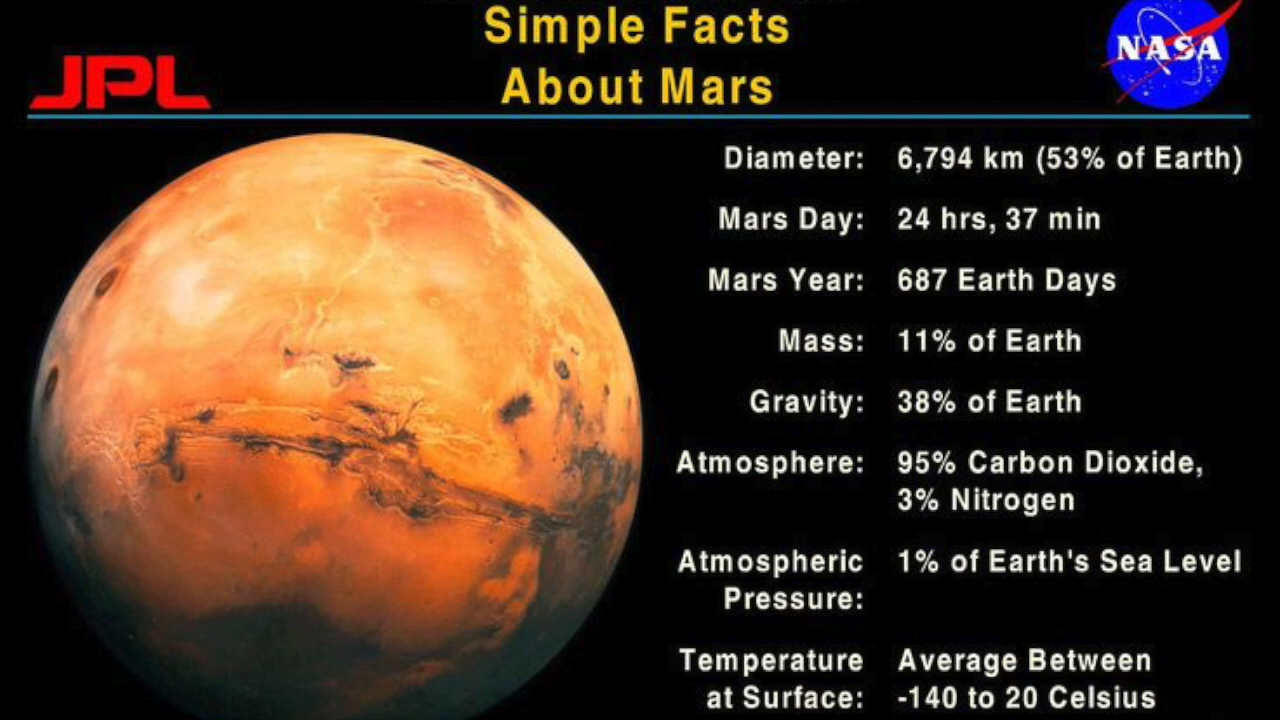 Simple Facts
About Mars
JPL
NASA
Diameter: 6,794 km (53% of Earth)
Mars Day: 24 hrs, 37 min
Mars Year: 687 Earth Days
Mass: 11% of Earth
Gravity: 38% of Earth
Atmosphere: 95% Carbon Dioxide,
3% Nitrogen
Atmospheric 1% of Earth's Sea Level
Pressure:
Temperature Average Between
at Surface: -140 to 20 Celsius